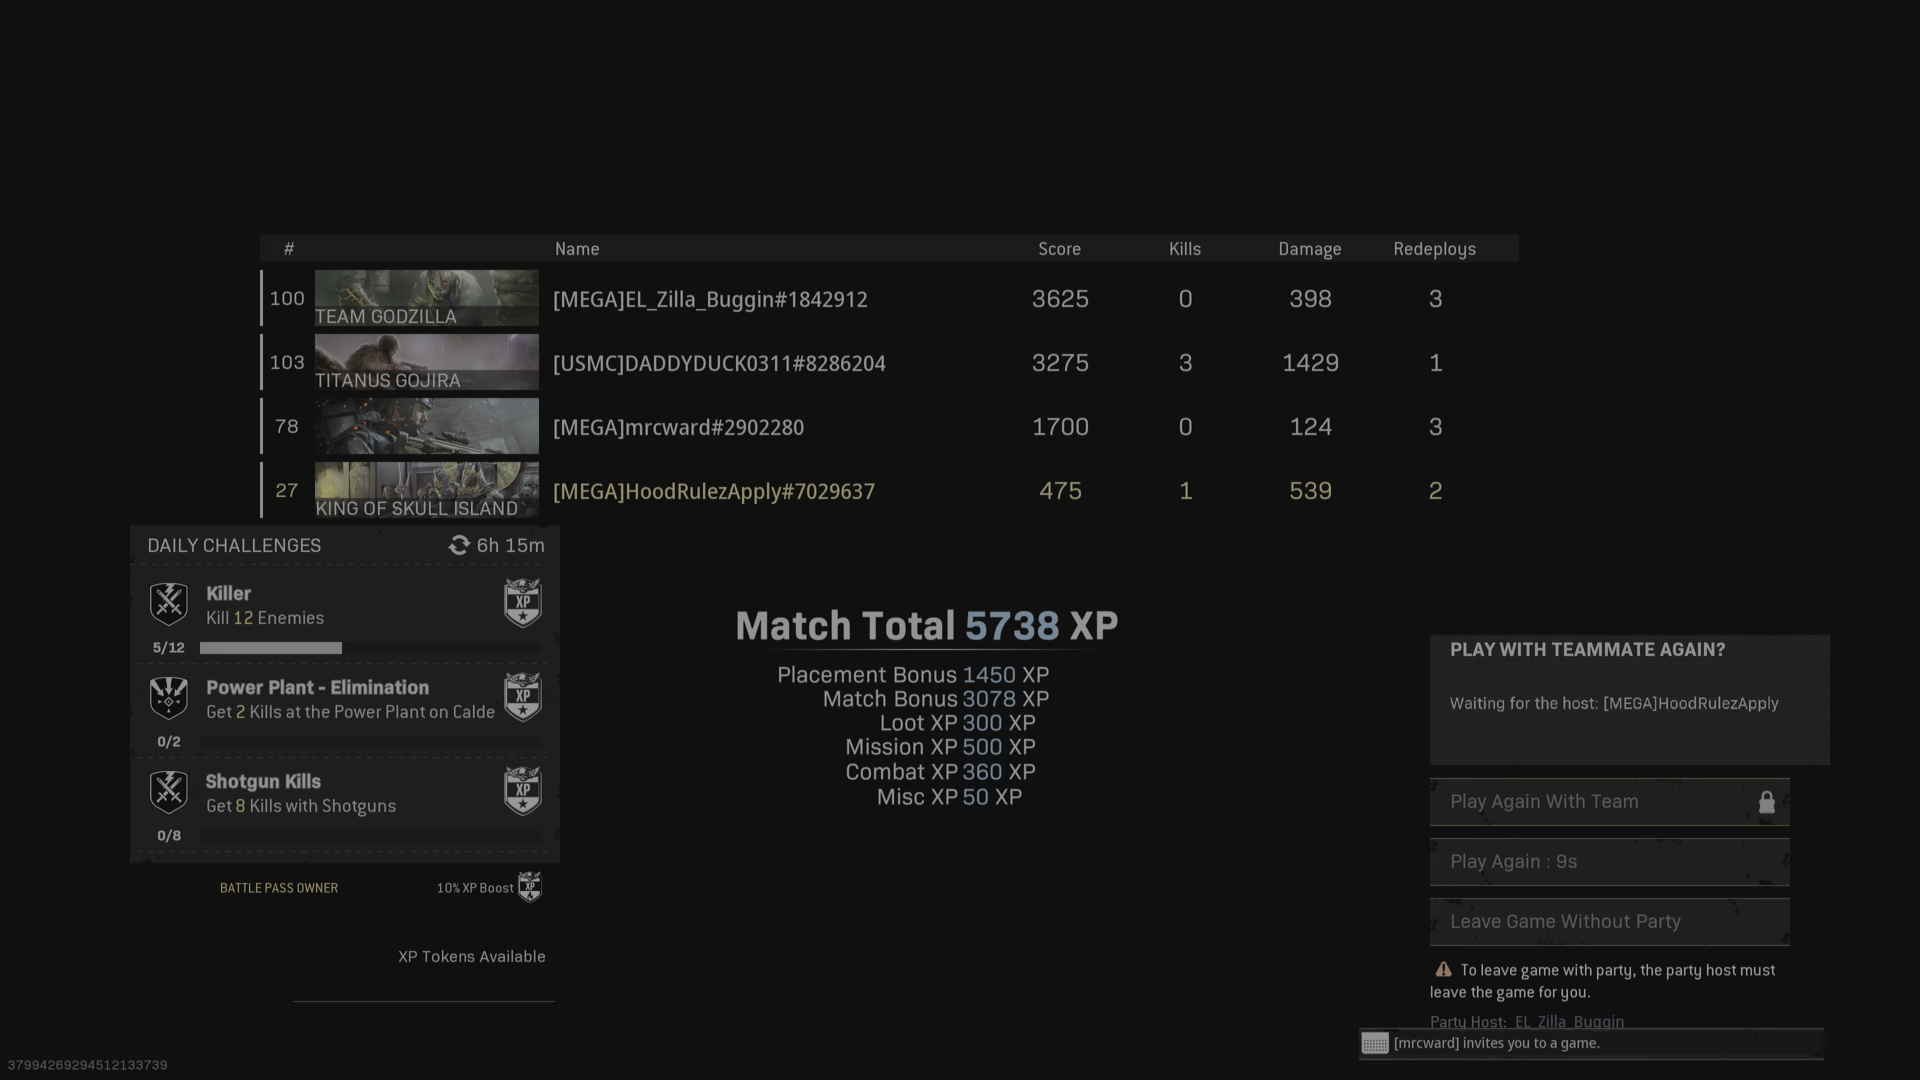 # Name Score Kills Damage Redeploys
100 TEAM GODZILLA [MEGA]EL_Zilla_Buggin#1842912 3625 0 398 3
103 TITANUS GOJIRA [USMC]DADDYDUCK0311#8286204 3275 3 1429 1
78 [MEGA]mrcward#2902280 1700 0 124 3
27 KING OF SKULL ISLAND [MEGA]HoodRulezApply#7029637 475 1 539 2
DAILY CHALLENGES 6h 15m
Killer
Kill 12 Enemies
XP
5/12
Power Plant - Elimination
Get 2 Kills at the Power Plant on Calde
XP
0/2
Shotgun Kills
Get 8 Kills with Shotguns
XP
0/8
BATTLE PASS OWNER 10% XP Boost XP
XP Tokens Available
Match Total 5738 XP
Placement Bonus 1450 XP
Match Bonus 3078 XP
Loot XP 300 XP
Mission XP 500 XP
Combat XP 360 XP
Misc XP 50 XP
PLAY WITH TEAMMATE AGAIN?
Waiting for the host: [MEGA]HoodRulezApply
Play Again With Team
Play Again : 9s
Leave Game Without Party
To leave game with party, the party host must
leave the game for you.
Party Host: EL_Zilla_Buggin
[mrcward] invites you to a game.
37994269294512133739